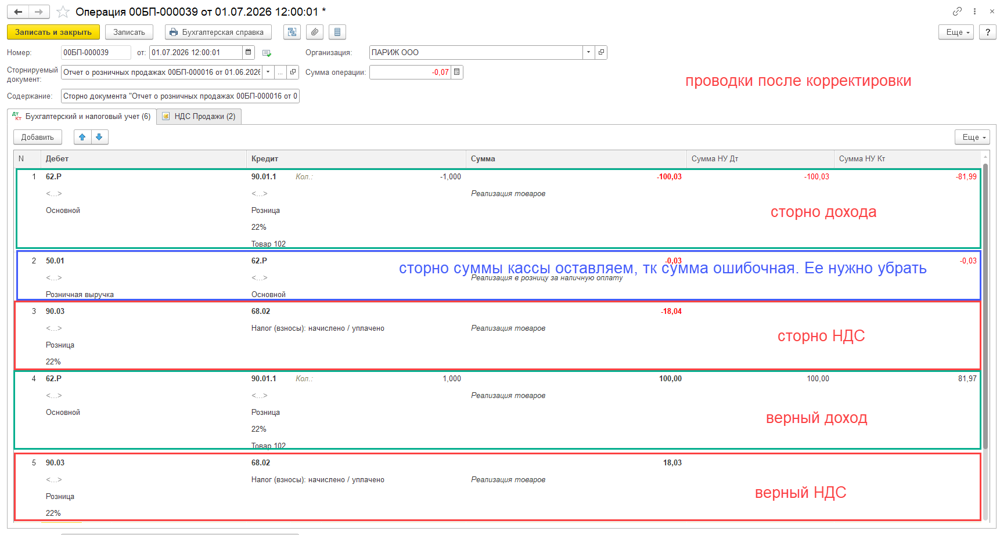 Операция 00БП-000039 от 01.07.2026 12:00:01 *
Записать и закрыть
Записать
Бухгалтерская справка
Еще
?
Номер:
00БП-000039
от:
01.07.2026 12:00:01
Организация:
ПАРИЖ ООО
Сторнируемый документ:
Отчет о розничных продажах 00БП-000016 от 01.06.2026
...
Сумма операции:
-0,07
проводки после корректировки
Содержание:
Сторно документа "Отчет о розничных продажах 00БП-000016 от 0
Дт Кт Бухгалтерский и налоговый учет (6)
НДС Продажи (2)
Добавить
Еще
N Дебет Кредит Сумма Сумма НУ Дт Сумма НУ Кт
1 62.Р 90.01.1 Кол.: -1,000 -100,03 -100,03 -81,99
<...> <...> Реализация товаров
Основной Розница
сторно дохода
22%
Товар 102
2 50.01 62.Р -0,03 -0,03
сторно суммы кассы оставляем, тк сумма ошибочная. Ее нужно убрать
<...> <...> Реализация в розницу за наличную оплату
Розничная выручка Основной
3 90.03 68.02 -18,04
<...> Налог (взносы): начислено / уплачено Реализация товаров
сторно НДС
Розница
22%
4 62.Р 90.01.1 Кол.: 1,000 100,00 100,00 81,97
<...> <...> Реализация товаров
Основной Розница
верный доход
22%
Товар 102
5 90.03 68.02 18,03
<...> Налог (взносы): начислено / уплачено Реализация товаров
верный НДС
Розница
22%